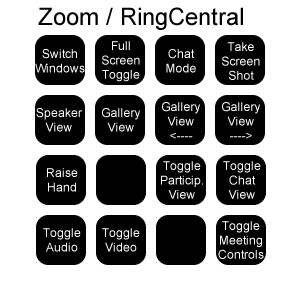 Zoom / RingCentral
Switch
Windows
Full
Screen
Toggle
Chat
Mode
Take
Screen
Shot
Speaker
View
Gallery
View
Gallery
View
<----
Gallery
View
---->
Raise
Hand
Toggle
Particip.
View
Toggle
Chat
View
Toggle
Audio
Toggle
Video
Toggle
Meeting
Controls